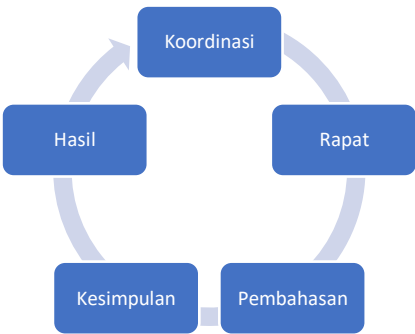 Koordinasi
Rapat
Pembahasan
Kesimpulan
Hasil